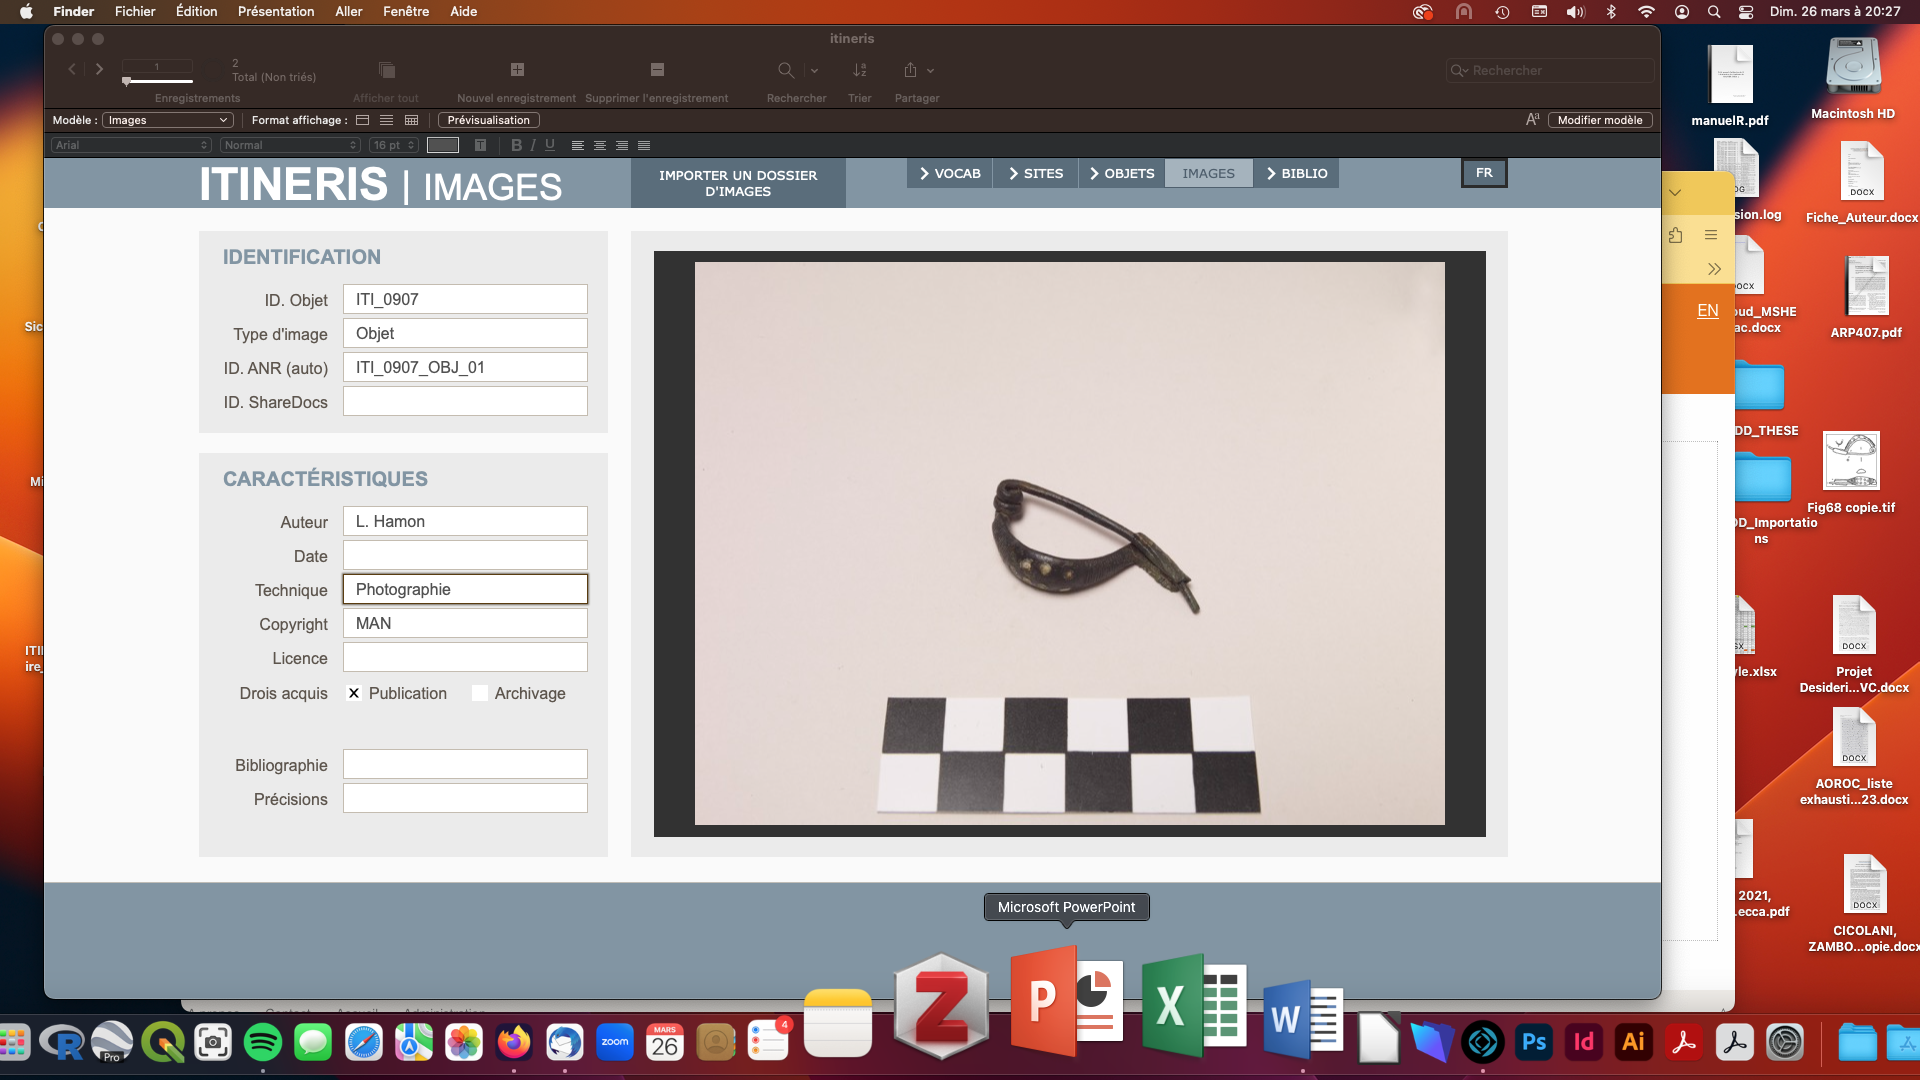 Finder Fichier Édition Présentation Aller Fenêtre Aide
Dim. 26 mars à 20:27
itineris
1
2
Total (Non triés)
Rechercher
Enregistrements
Afficher tout
Nouvel enregistrement
Supprimer l'enregistrement
Rechercher
Trier
Partager
Modèle : Images
Format affichage :
Prévisualisation
Modifier modèle
Arial
Normal
16 pt
B I U
ITINERIS | IMAGES
IMPORTER UN DOSSIER
D'IMAGES
VOCAB
SITES
OBJETS
IMAGES
BIBLIO
FR
IDENTIFICATION
ID. Objet ITI_0907
Type d'image Objet
ID. ANR (auto) ITI_0907_OBJ_01
ID. ShareDocs
CARACTÉRISTIQUES
Auteur L. Hamon
Date
Technique Photographie
Copyright MAN
Licence
Drois acquis X Publication Archivage
Bibliographie
Précisions
Microsoft PowerPoint
manuelR.pdf
Macintosh HD
sion.log
DOCX
Fiche_Auteur.docx
EN
oud_MSHE
ac.docx
ARP407.pdf
DD_THESE
Fig68 copie.tif
DD_Importatio
ns
yle.xlsx
DOCX
Projet
Desideri...VC.docx
DOCX
AOROC_liste
exhausti...23.docx
2021,
.ecca.pdf
DOCX
CICOLANI,
ZAMBO...opie.docx
Sic
Mi
ITI
ire_
Pro
zoom
MARS
26
4
Z
P
X
W
Ps
Id
Ai